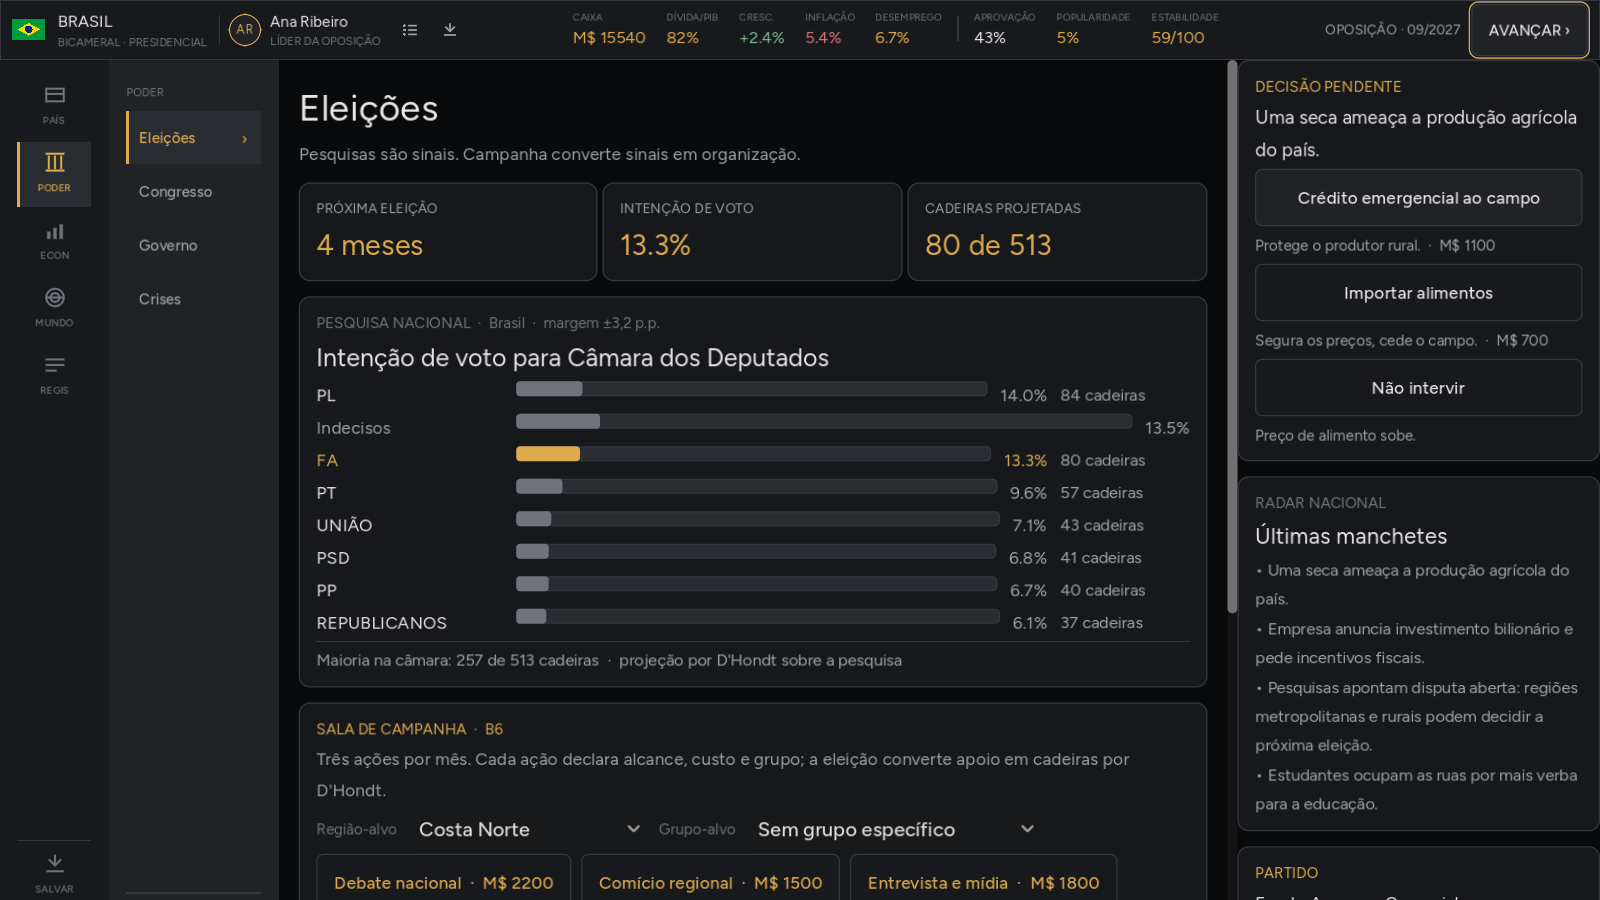 BRASIL
BICAMERAL · PRESIDENCIAL
AR
Ana Ribeiro
LÍDER DA OPOSIÇÃO
CAIXA
M$ 15540
DÍVIDA/PIB
82%
CRESC.
+2.4%
INFLAÇÃO
5.4%
DESEMPREGO
6.7%
APROVAÇÃO
43%
POPULARIDADE
5%
ESTABILIDADE
59/100
OPOSIÇÃO · 09/2027
AVANÇAR ›
PAÍS
PODER
ECON
MUNDO
REGIS
SALVAR
PODER
Eleições ›
Congresso
Governo
Crises
Eleições
Pesquisas são sinais. Campanha converte sinais em organização.
PRÓXIMA ELEIÇÃO
4 meses
INTENÇÃO DE VOTO
13.3%
CADEIRAS PROJETADAS
80 de 513
PESQUISA NACIONAL · Brasil · margem ±3,2 p.p.
Intenção de voto para Câmara dos Deputados
PL 14.0% 84 cadeiras
Indecisos 13.5%
FA 13.3% 80 cadeiras
PT 9.6% 57 cadeiras
UNIÃO 7.1% 43 cadeiras
PSD 6.8% 41 cadeiras
PP 6.7% 40 cadeiras
REPUBLICANOS 6.1% 37 cadeiras
Maioria na câmara: 257 de 513 cadeiras · projeção por D'Hondt sobre a pesquisa
SALA DE CAMPANHA · B6
Três ações por mês. Cada ação declara alcance, custo e grupo; a eleição converte apoio em cadeiras por
D'Hondt.
Região-alvo Costa Norte Grupo-alvo Sem grupo específico
Debate nacional · M$ 2200
Comício regional · M$ 1500
Entrevista e mídia · M$ 1800
DECISÃO PENDENTE
Uma seca ameaça a produção agrícola
do país.
Crédito emergencial ao campo
Protege o produtor rural. · M$ 1100
Importar alimentos
Segura os preços, cede o campo. · M$ 700
Não intervir
Preço de alimento sobe.
RADAR NACIONAL
Últimas manchetes
• Uma seca ameaça a produção agrícola do
país.
• Empresa anuncia investimento bilionário e
pede incentivos fiscais.
• Pesquisas apontam disputa aberta: regiões
metropolitanas e rurais podem decidir a
próxima eleição.
• Estudantes ocupam as ruas por mais verba
para a educação.
PARTIDO